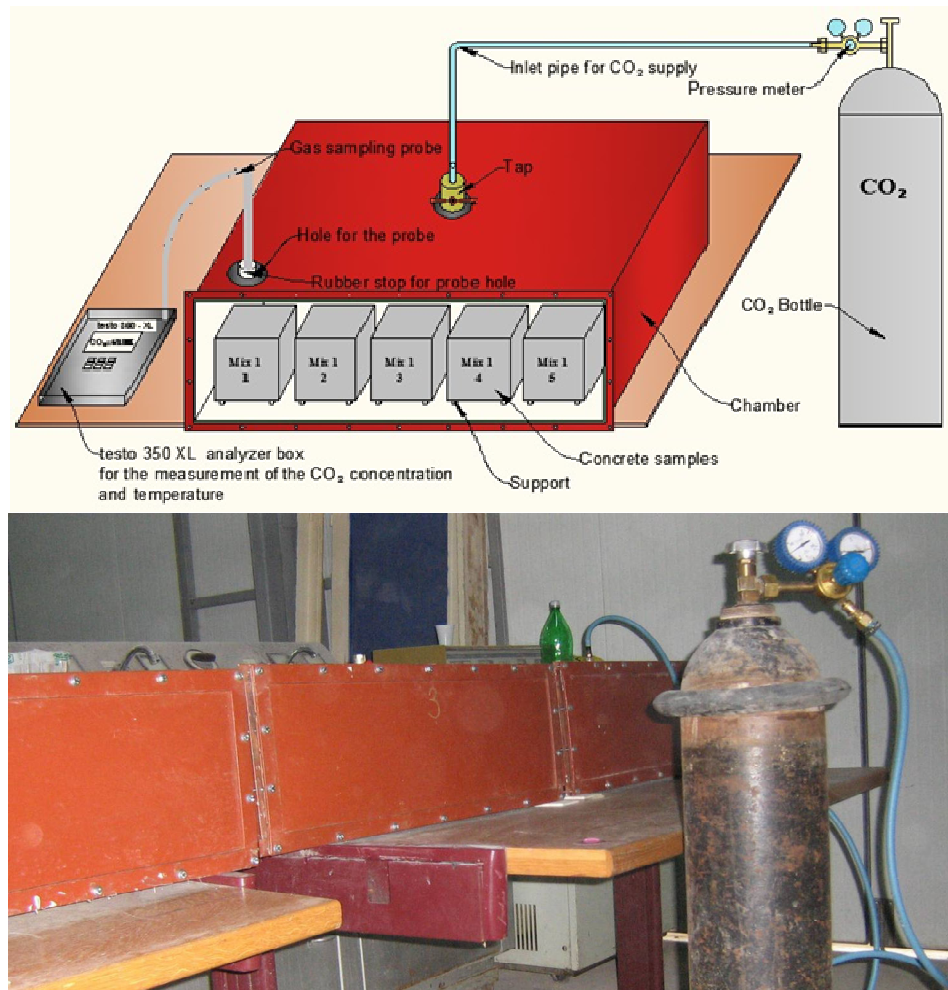 Inlet pipe for CO₂ supply
Pressure meter
Gas sampling probe
Tap
CO₂
Hole for the probe
Rubber stop for probe hole
CO₂ Bottle
Mix 1
1
Mix 1
2
Mix 1
3
Mix 1
4
Mix 1
5
Chamber
testo 350 XL analyzer box
for the measurement of the CO₂ concentration
and temperature
Concrete samples
Support
3